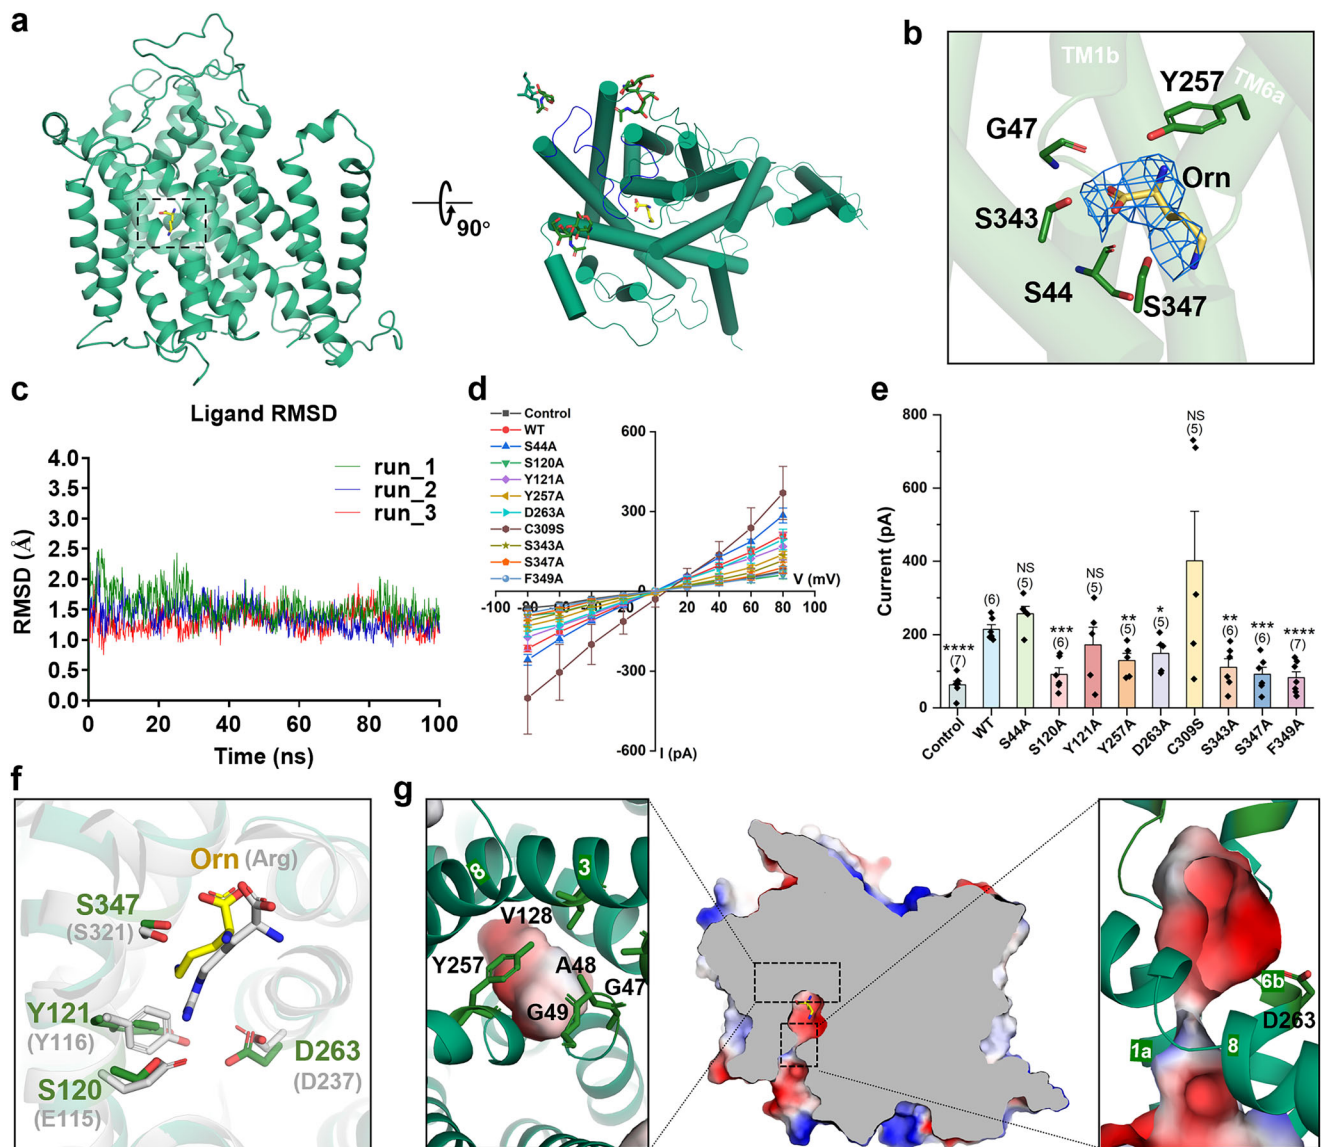 a
90°
b
TM1b
TM6a
Y257
G47
Orn
S343
S44
S347
c
Ligand RMSD
4.0
3.5
3.0
2.5
2.0
1.5
1.0
0.5
0.0
RMSD (Å)
run_1
run_2
run_3
0 20 40 60 80 100
Time (ns)
d
Control
WT
S44A
S120A
Y121A
Y257A
D263A
C309S
S343A
S347A
F349A
600
300
0
-300
-600
-100
20 40 60 80 100
V (mV)
I (pA)
e
800
600
400
200
0
Current (pA)
****
(7)
(6)
NS
(5)
***
(6)
NS
(5)
**
(5)
*
(5)
NS
(5)
**
(6)
***
(6)
****
(7)
Control WT S44A S120A Y121A Y257A D263A C309S S343A S347A F349A
f
Orn (Arg)
S347
(S321)
Y121
(Y116)
S120
(E115)
D263
(D237)
g
8
3
V128
Y257
A48
G47
G49
6b
D263
1a
8